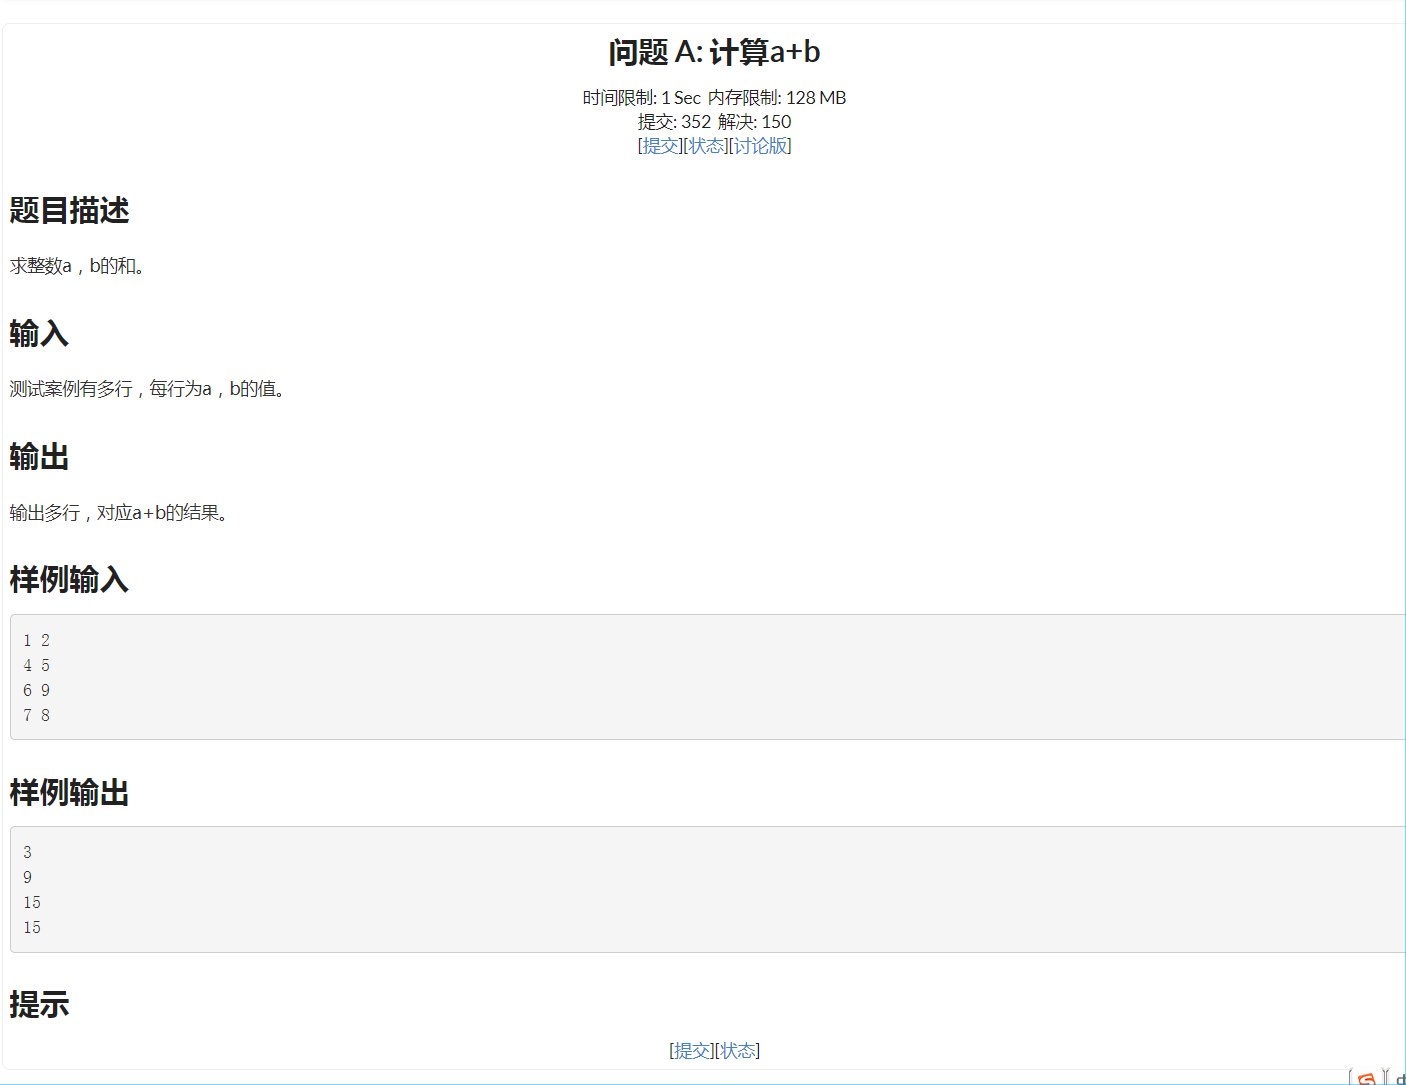 问题 A: 计算a+b
时间限制: 1 Sec 内存限制: 128 MB
提交: 352 解决: 150
[提交][状态][讨论版]
题目描述
求整数a，b的和。
输入
测试案例有多行，每行为a，b的值。
输出
输出多行，对应a+b的结果。
样例输入
1 2
4 5
6 9
7 8
样例输出
3
9
15
15
提示
[提交][状态]